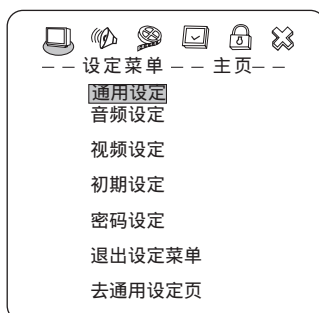 －－设定菜单－－主页－－
通用设定
音频设定
视频设定
初期设定
密码设定
退出设定菜单
去通用设定页